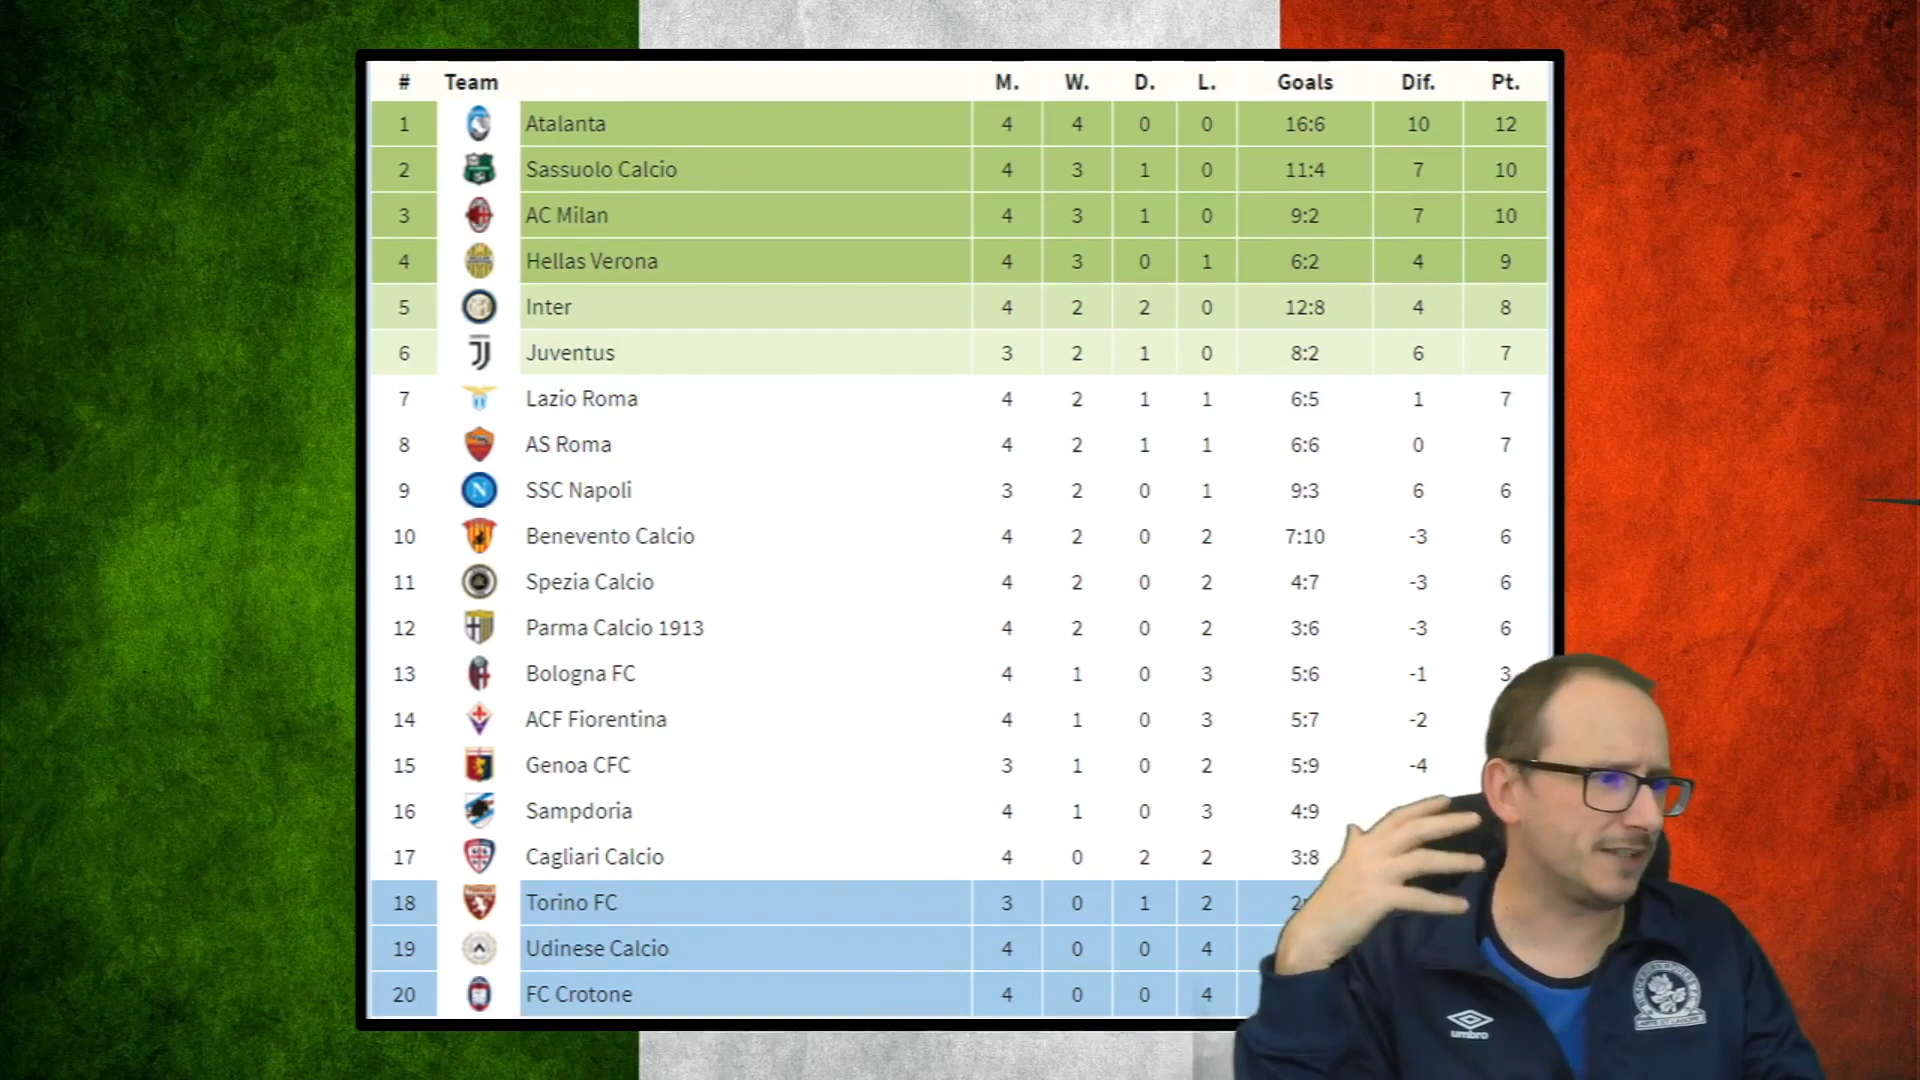 # Team M. W. D. L. Goals Dif. Pt.
1 Atalanta 4 4 0 0 16:6 10 12
2 Sassuolo Calcio 4 3 1 0 11:4 7 10
3 AC Milan 4 3 1 0 9:2 7 10
4 Hellas Verona 4 3 0 1 6:2 4 9
5 Inter 4 2 2 0 12:8 4 8
6 Juventus 3 2 1 0 8:2 6 7
7 Lazio Roma 4 2 1 1 6:5 1 7
8 AS Roma 4 2 1 1 6:6 0 7
9 SSC Napoli 3 2 0 1 9:3 6 6
10 Benevento Calcio 4 2 0 2 7:10 -3 6
11 Spezia Calcio 4 2 0 2 4:7 -3 6
12 Parma Calcio 1913 4 2 0 2 3:6 -3 6
13 Bologna FC 4 1 0 3 5:6 -1 3
14 ACF Fiorentina 4 1 0 3 5:7 -2
15 Genoa CFC 3 1 0 2 5:9 -4
16 Sampdoria 4 1 0 3 4:9
17 Cagliari Calcio 4 0 2 2 3:8
18 Torino FC 3 0 1 2
19 Udinese Calcio 4 0 0 4
20 FC Crotone 4 0 0 4
umbro